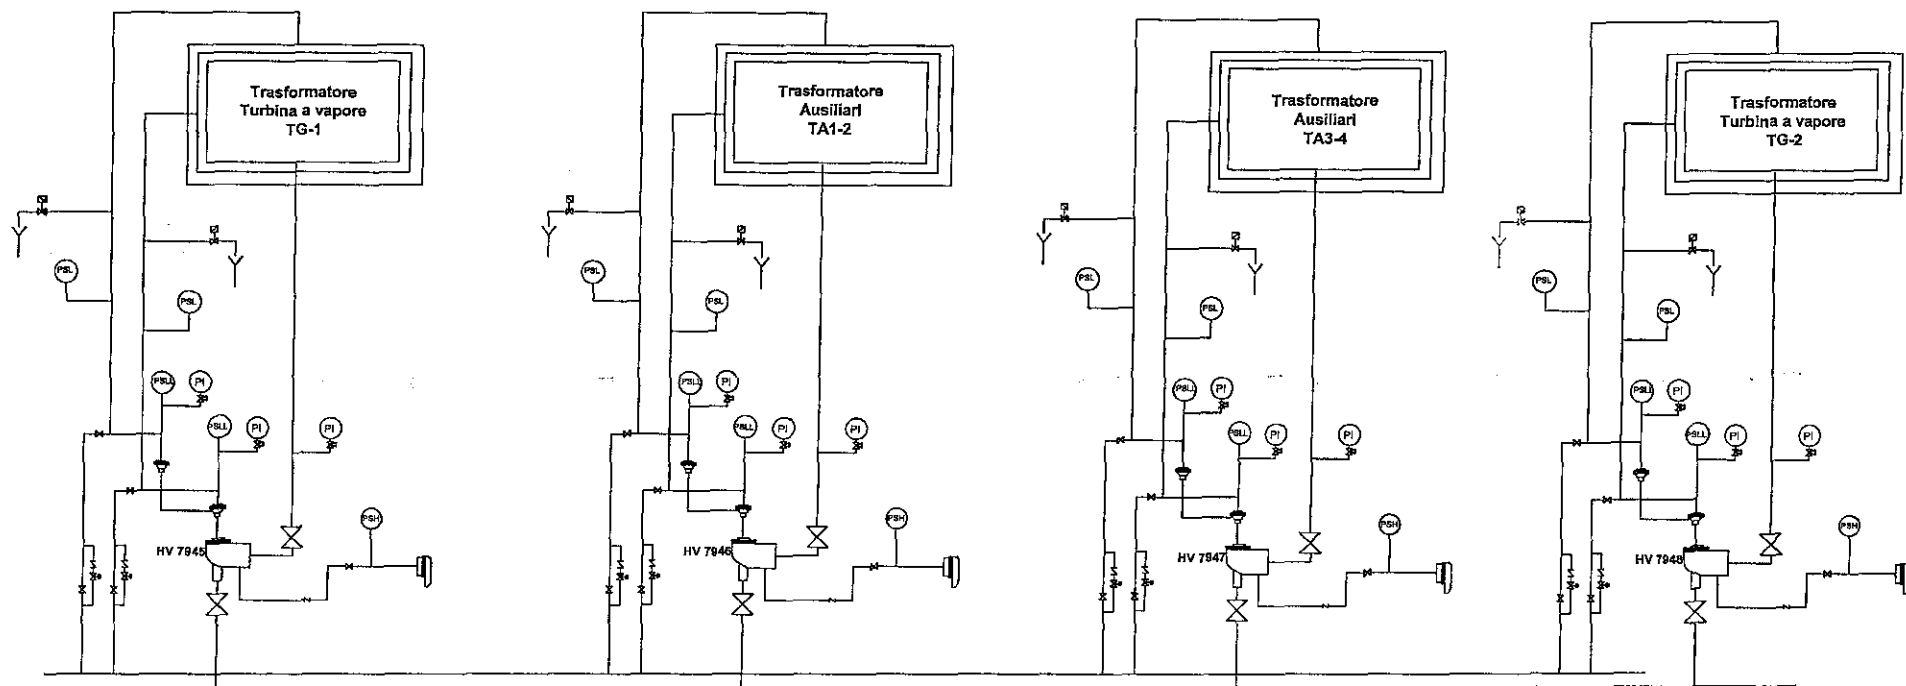 Trasformatore
Turbina a vapore
TG-1
Trasformatore
Ausiliari
TA1-2
Trasformatore
Ausiliari
TA3-4
Trasformatore
Turbina a vapore
TG-2
PSL
PSL
PSL
PSL
PSL
PSL
PSL
PSL
PSLL
PI
PSLL
PI
PSLL
PI
PSLL
PI
PSLL
PI
PI
PSLL
PI
PI
PSLL
PI
PI
PSLL
PI
PI
PSH
PSH
PSH
PSH
HV 7945
HV 7946
HV 7947
HV 7948